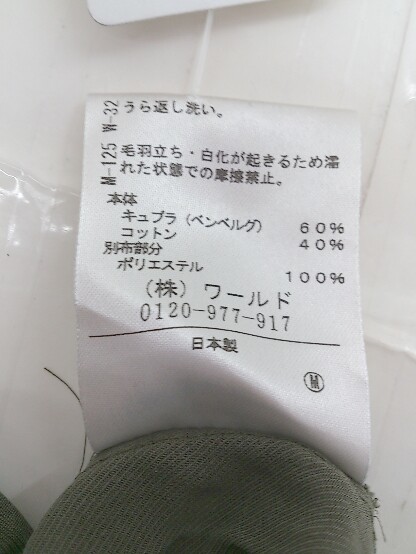 W-32 うら返し洗い。
M-125 毛羽立ち・白化が起きるため濡
れた状態での摩擦禁止。
本体
キュプラ（ベンベルグ） 60%
コットン 40%
別布部分
ポリエステル 100%
（株）ワールド
0120-977-917
日本製
M